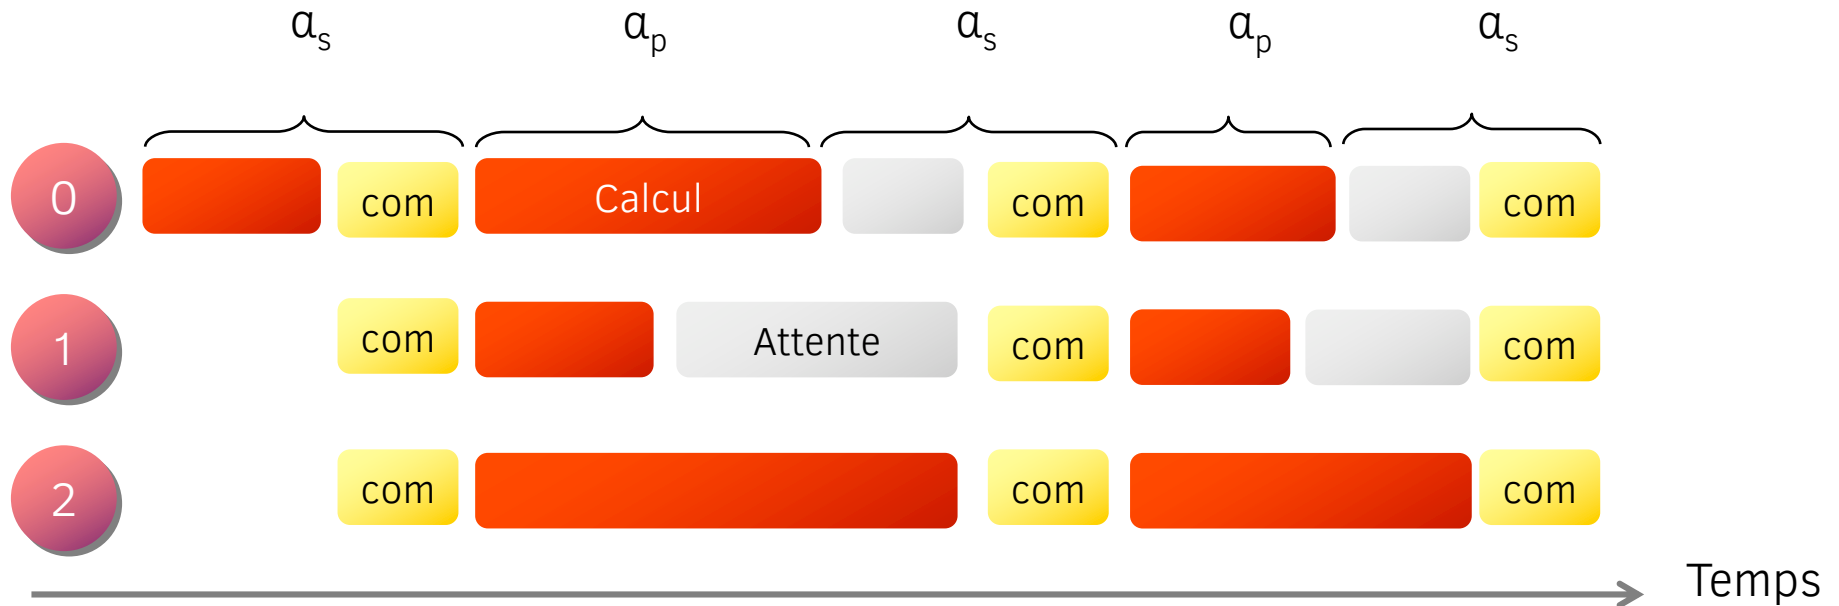 αs αp αs αp αs
0 com Calcul com com
1 com Attente com com
2 com com com
Temps